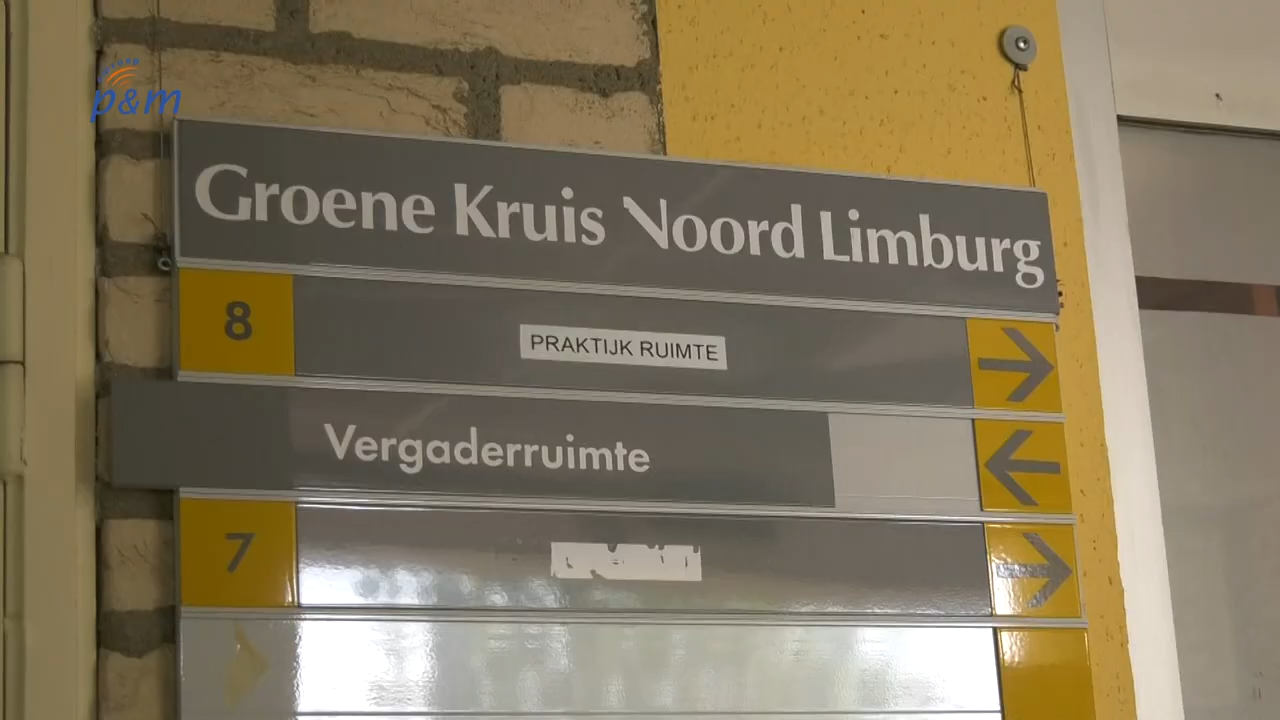 p&m
Groene Kruis Noord Limburg
8 PRAKTIJK RUIMTE
Vergaderruimte
7